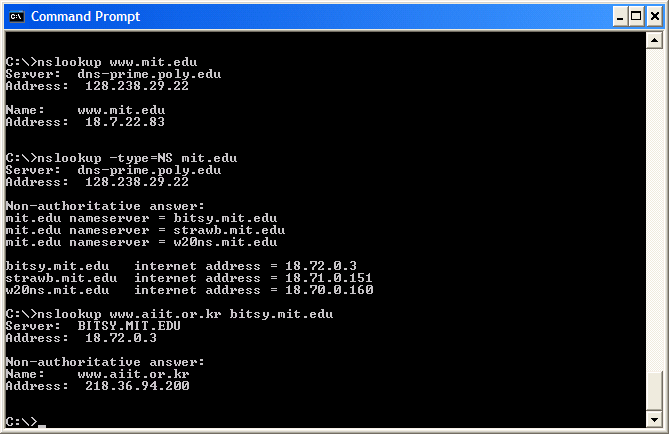 Command Prompt
C:\>nslookup www.mit.edu
Server:  dns-prime.poly.edu
Address:  128.238.29.22
Name:    www.mit.edu
Address:  18.7.22.83
C:\>nslookup -type=NS mit.edu
Server:  dns-prime.poly.edu
Address:  128.238.29.22
Non-authoritative answer:
mit.edu nameserver = bitsy.mit.edu
mit.edu nameserver = strawb.mit.edu
mit.edu nameserver = w20ns.mit.edu
bitsy.mit.edu   internet address = 18.72.0.3
strawb.mit.edu  internet address = 18.71.0.151
w20ns.mit.edu   internet address = 18.70.0.160
C:\>nslookup www.aiit.or.kr bitsy.mit.edu
Server:  BITSY.MIT.EDU
Address:  18.72.0.3
Non-authoritative answer:
Name:    www.aiit.or.kr
Address:  218.36.94.200
C:\>_